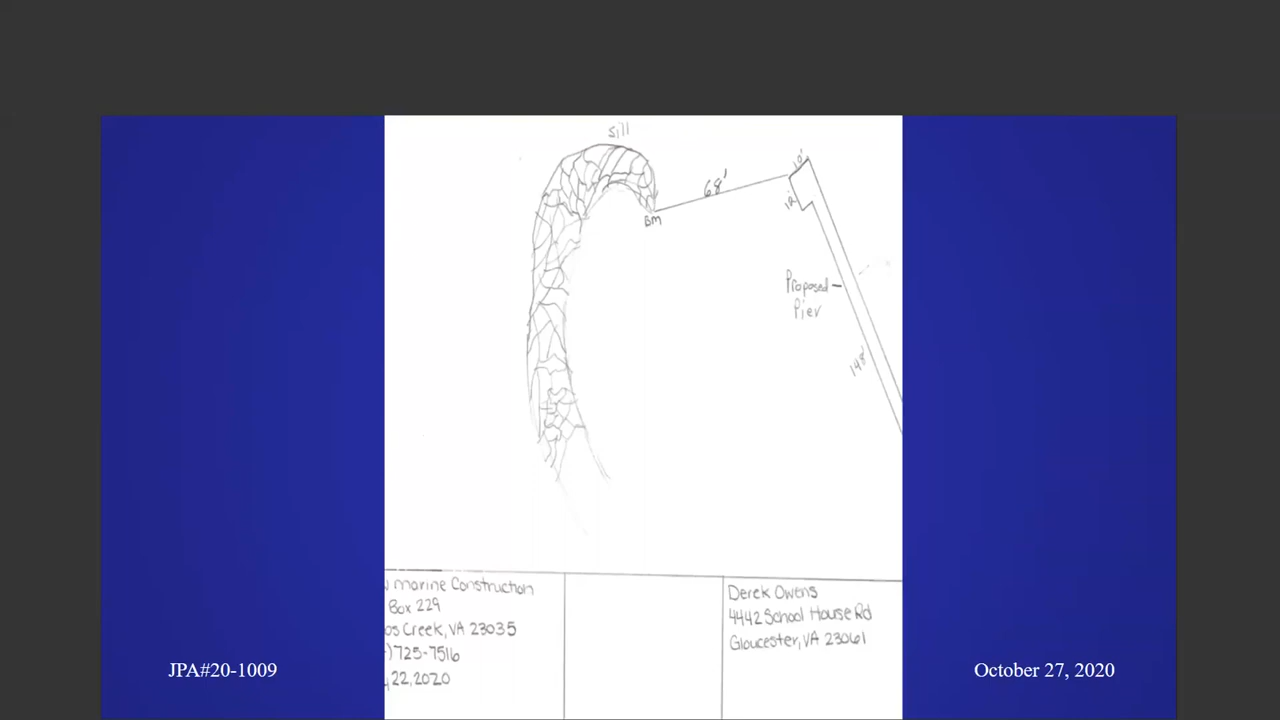 Sill
10'
68'
12'
BM
Proposed
Pier
148'
marine Construction
Box 229
os Creek, VA 23035
)725-7516
22,2020
Derek Owens
4442 School House Rd
Gloucester, VA 23061
JPA#20-1009
October 27, 2020